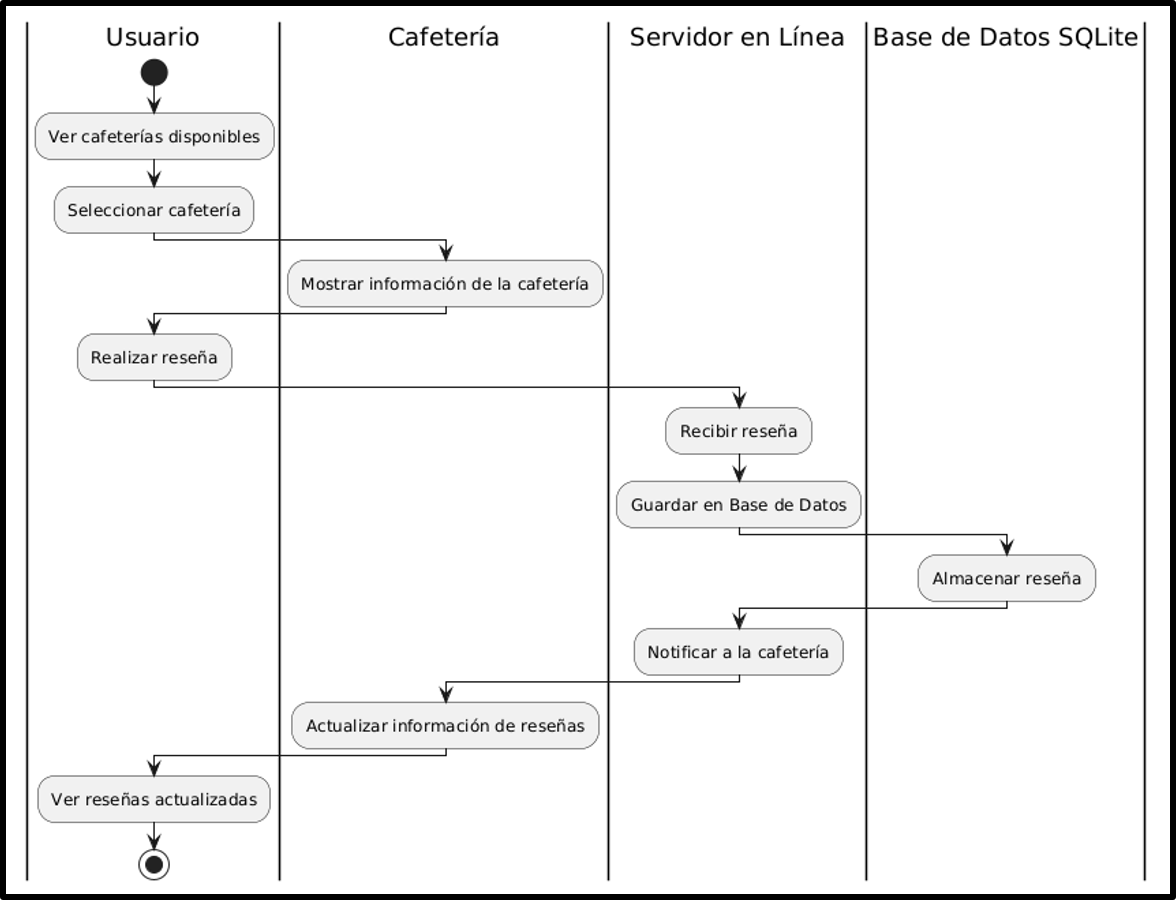 Usuario
Cafetería
Servidor en Línea
Base de Datos SQLite
Ver cafeterías disponibles
Seleccionar cafetería
Mostrar información de la cafetería
Realizar reseña
Recibir reseña
Guardar en Base de Datos
Almacenar reseña
Notificar a la cafetería
Actualizar información de reseñas
Ver reseñas actualizadas